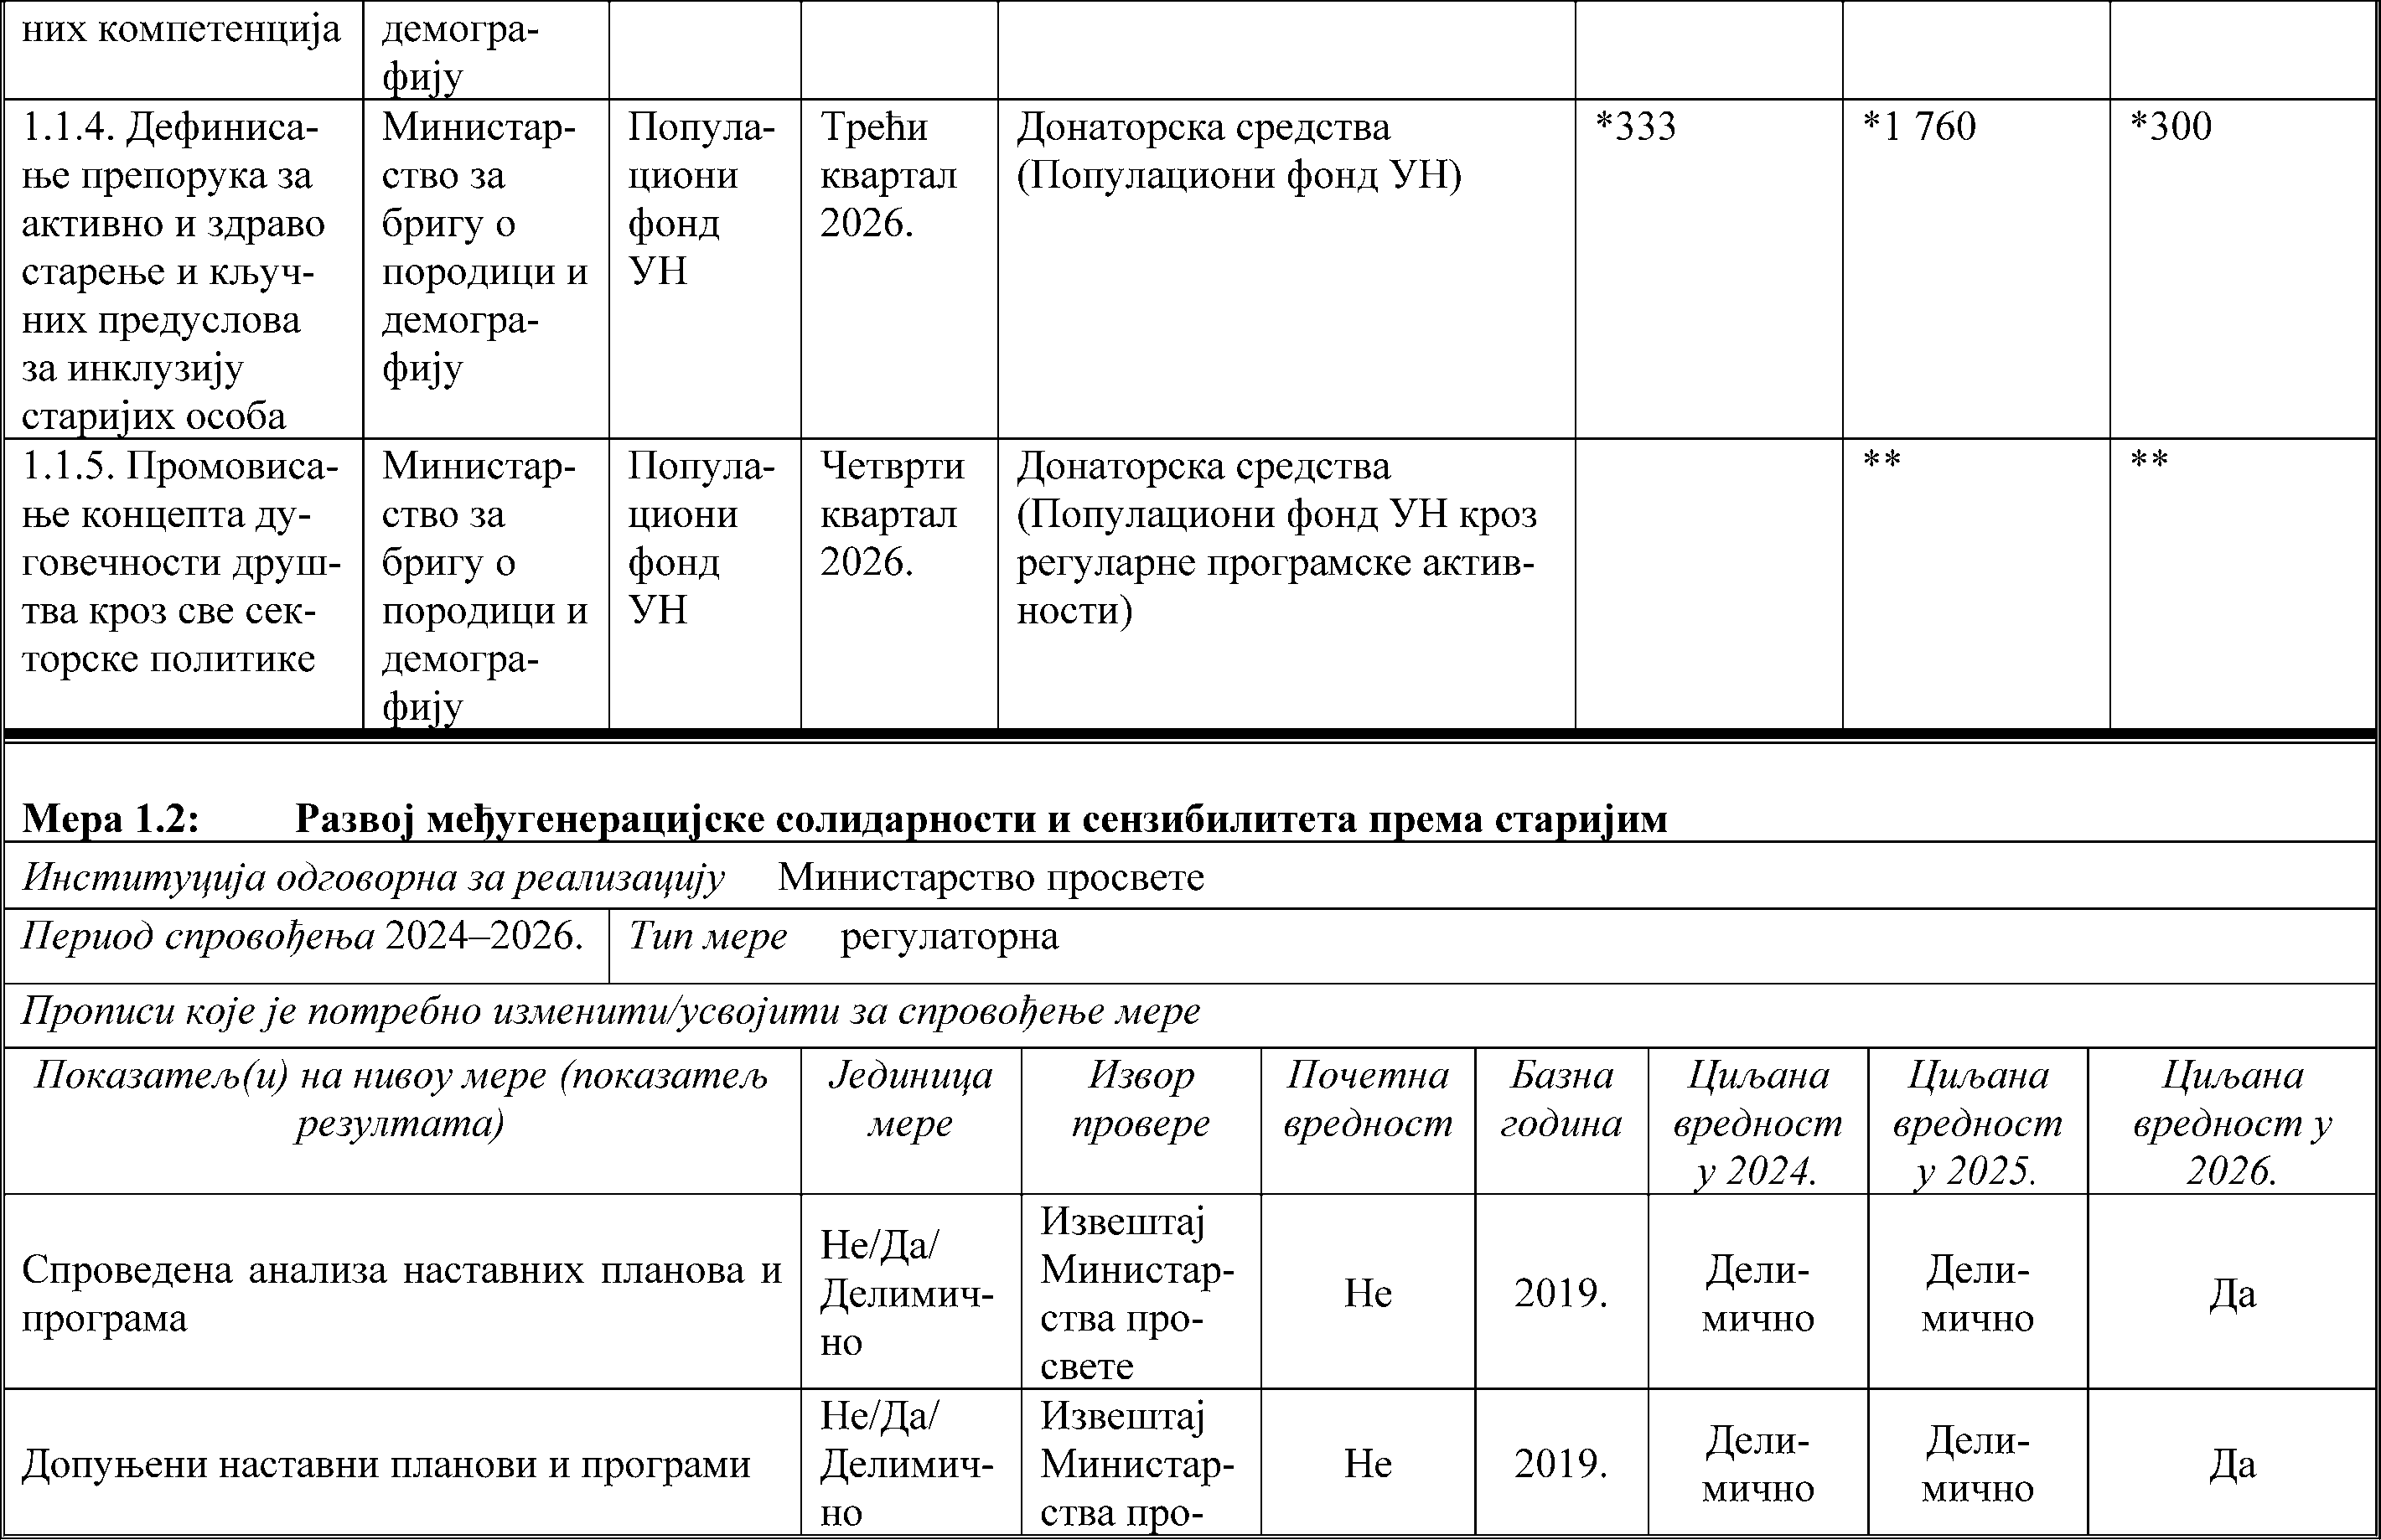 них компетенција
демогра-
фију
1.1.4. Дефиниса-
ње препорука за
активно и здраво
старење и кључ-
них предуслова
за инклузију
старијих особа
Министар-
ство за
бригу о
породици и
демогра-
фију
Попула-
циони
фонд
УН
Трећи
квартал
2026.
Донаторска средства
(Популациони фонд УН)
*333
*1 760
*300
1.1.5. Промовиса-
ње концепта ду-
говечности друш-
тва кроз све сек-
торске политике
Министар-
ство за
бригу о
породици и
демогра-
фију
Попула-
циони
фонд
УН
Четврти
квартал
2026.
Донаторска средства
(Популациони фонд УН кроз
регуларне програмске актив-
ности)
**
**
Мера 1.2: Развој међугенерацијске солидарности и сензибилитета према старијим
Институција одговорна за реализацију Министарство просвете
Период спровођења 2024–2026.
Тип мере регулаторна
Прописи које је потребно изменити/усвојити за спровођење мере
Показатељ(и) на нивоу мере (показатељ
резултата)
Јединица
мере
Извор
провере
Почетна
вредност
Базна
година
Циљана
вредност
у 2024.
Циљана
вредност
у 2025.
Циљана
вредност у
2026.
Спроведена анализа наставних планова и
програма
Не/Да/
Делимич-
но
Извештај
Министар-
ства про-
свете
Не
2019.
Дели-
мично
Дели-
мично
Да
Допуњени наставни планови и програми
Не/Да/
Делимич-
но
Извештај
Министар-
ства про-
Не
2019.
Дели-
мично
Дели-
мично
Да